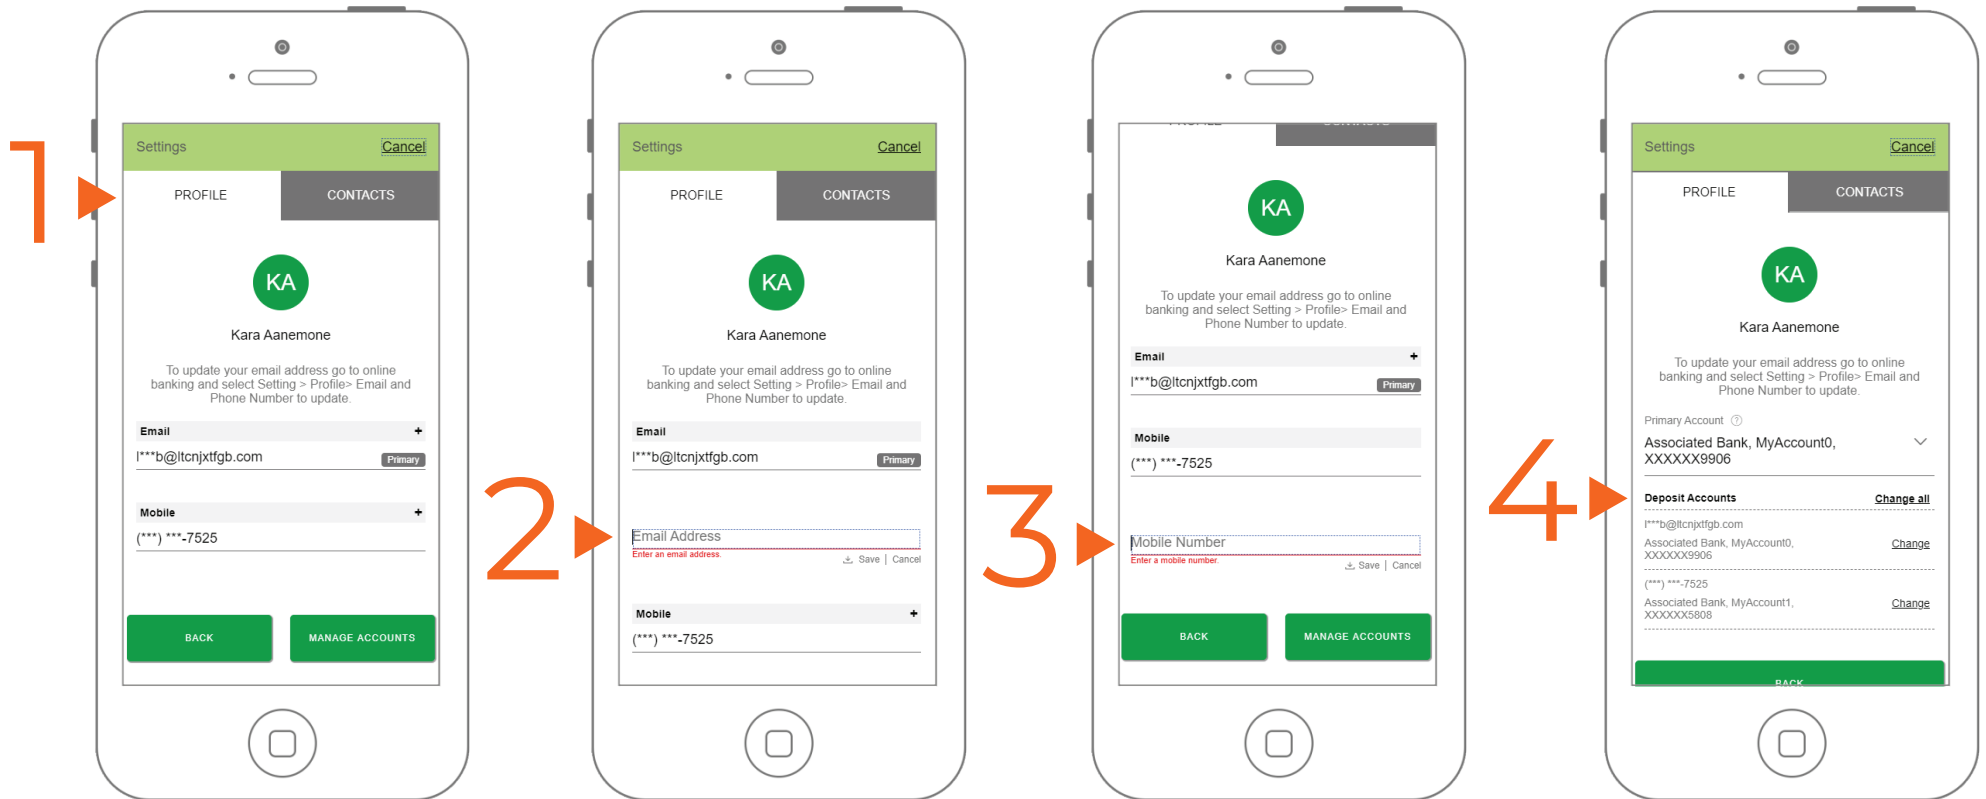 1
Settings
Cancel
PROFILE
CONTACTS
KA
Kara Aanemone
To update your email address go to online
banking and select Setting > Profile> Email and
Phone Number to update.
Email +
l***b@ltcnjxtfgb.com
Primary
Mobile +
(***) ***-7525
BACK
MANAGE ACCOUNTS
2
Settings
Cancel
PROFILE
CONTACTS
KA
Kara Aanemone
To update your email address go to online
banking and select Setting > Profile> Email and
Phone Number to update.
Email
l***b@ltcnjxtfgb.com
Primary
Email Address
Enter an email address.
Save | Cancel
Mobile +
(***) ***-7525
3
PROFILE
CONTACTS
KA
Kara Aanemone
To update your email address go to online
banking and select Setting > Profile> Email and
Phone Number to update.
Email +
l***b@ltcnjxtfgb.com
Primary
Mobile
(***) ***-7525
Mobile Number
Enter a mobile number.
Save | Cancel
BACK
MANAGE ACCOUNTS
4
Settings
Cancel
PROFILE
CONTACTS
KA
Kara Aanemone
To update your email address go to online
banking and select Setting > Profile> Email and
Phone Number to update.
Primary Account ?
Associated Bank, MyAccount0,
XXXXXX9906
Deposit Accounts
Change all
l***b@ltcnjxtfgb.com
Associated Bank, MyAccount0,
XXXXXX9906
Change
(***) ***-7525
Associated Bank, MyAccount1,
XXXXXX5808
Change
BACK